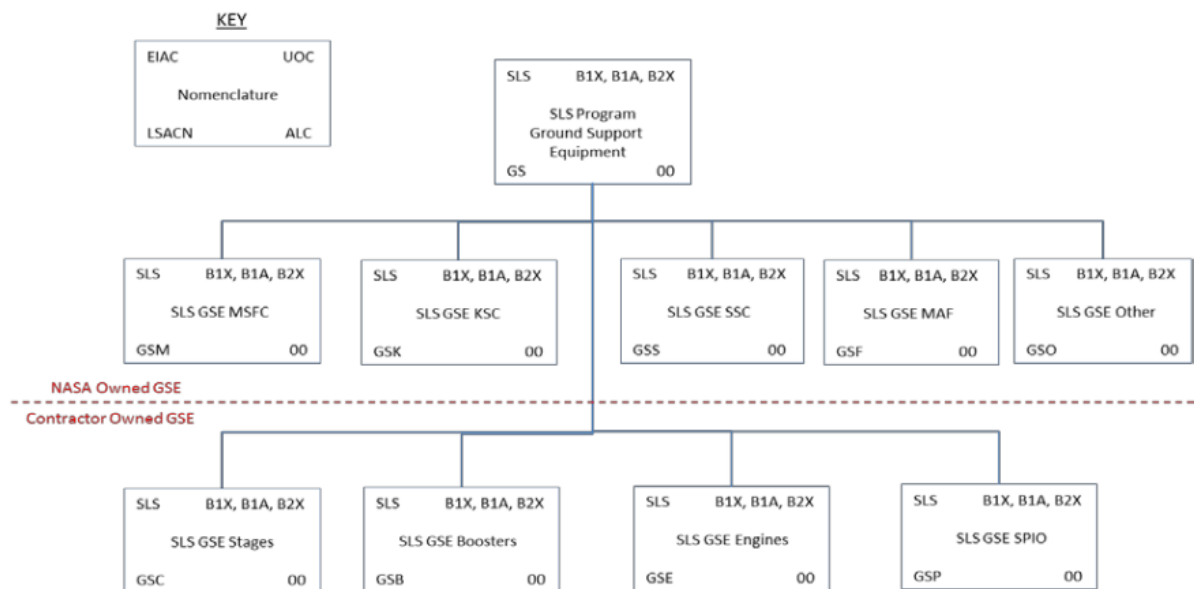 KEY
EIAC UOC
Nomenclature
LSACN ALC
SLS B1X, B1A, B2X
SLS Program
Ground Support
Equipment
GS 00
SLS B1X, B1A, B2X
SLS GSE MSFC
GSM 00
SLS B1X, B1A, B2X
SLS GSE KSC
GSK 00
SLS B1X, B1A, B2X
SLS GSE SSC
GSS 00
SLS B1X, B1A, B2X
SLS GSE MAF
GSF 00
SLS B1X, B1A, B2X
SLS GSE Other
GSO 00
NASA Owned GSE
Contractor Owned GSE
SLS B1X, B1A, B2X
SLS GSE Stages
GSC 00
SLS B1X, B1A, B2X
SLS GSE Boosters
GSB 00
SLS B1X, B1A, B2X
SLS GSE Engines
GSE 00
SLS B1X, B1A, B2X
SLS GSE SPIO
GSP 00